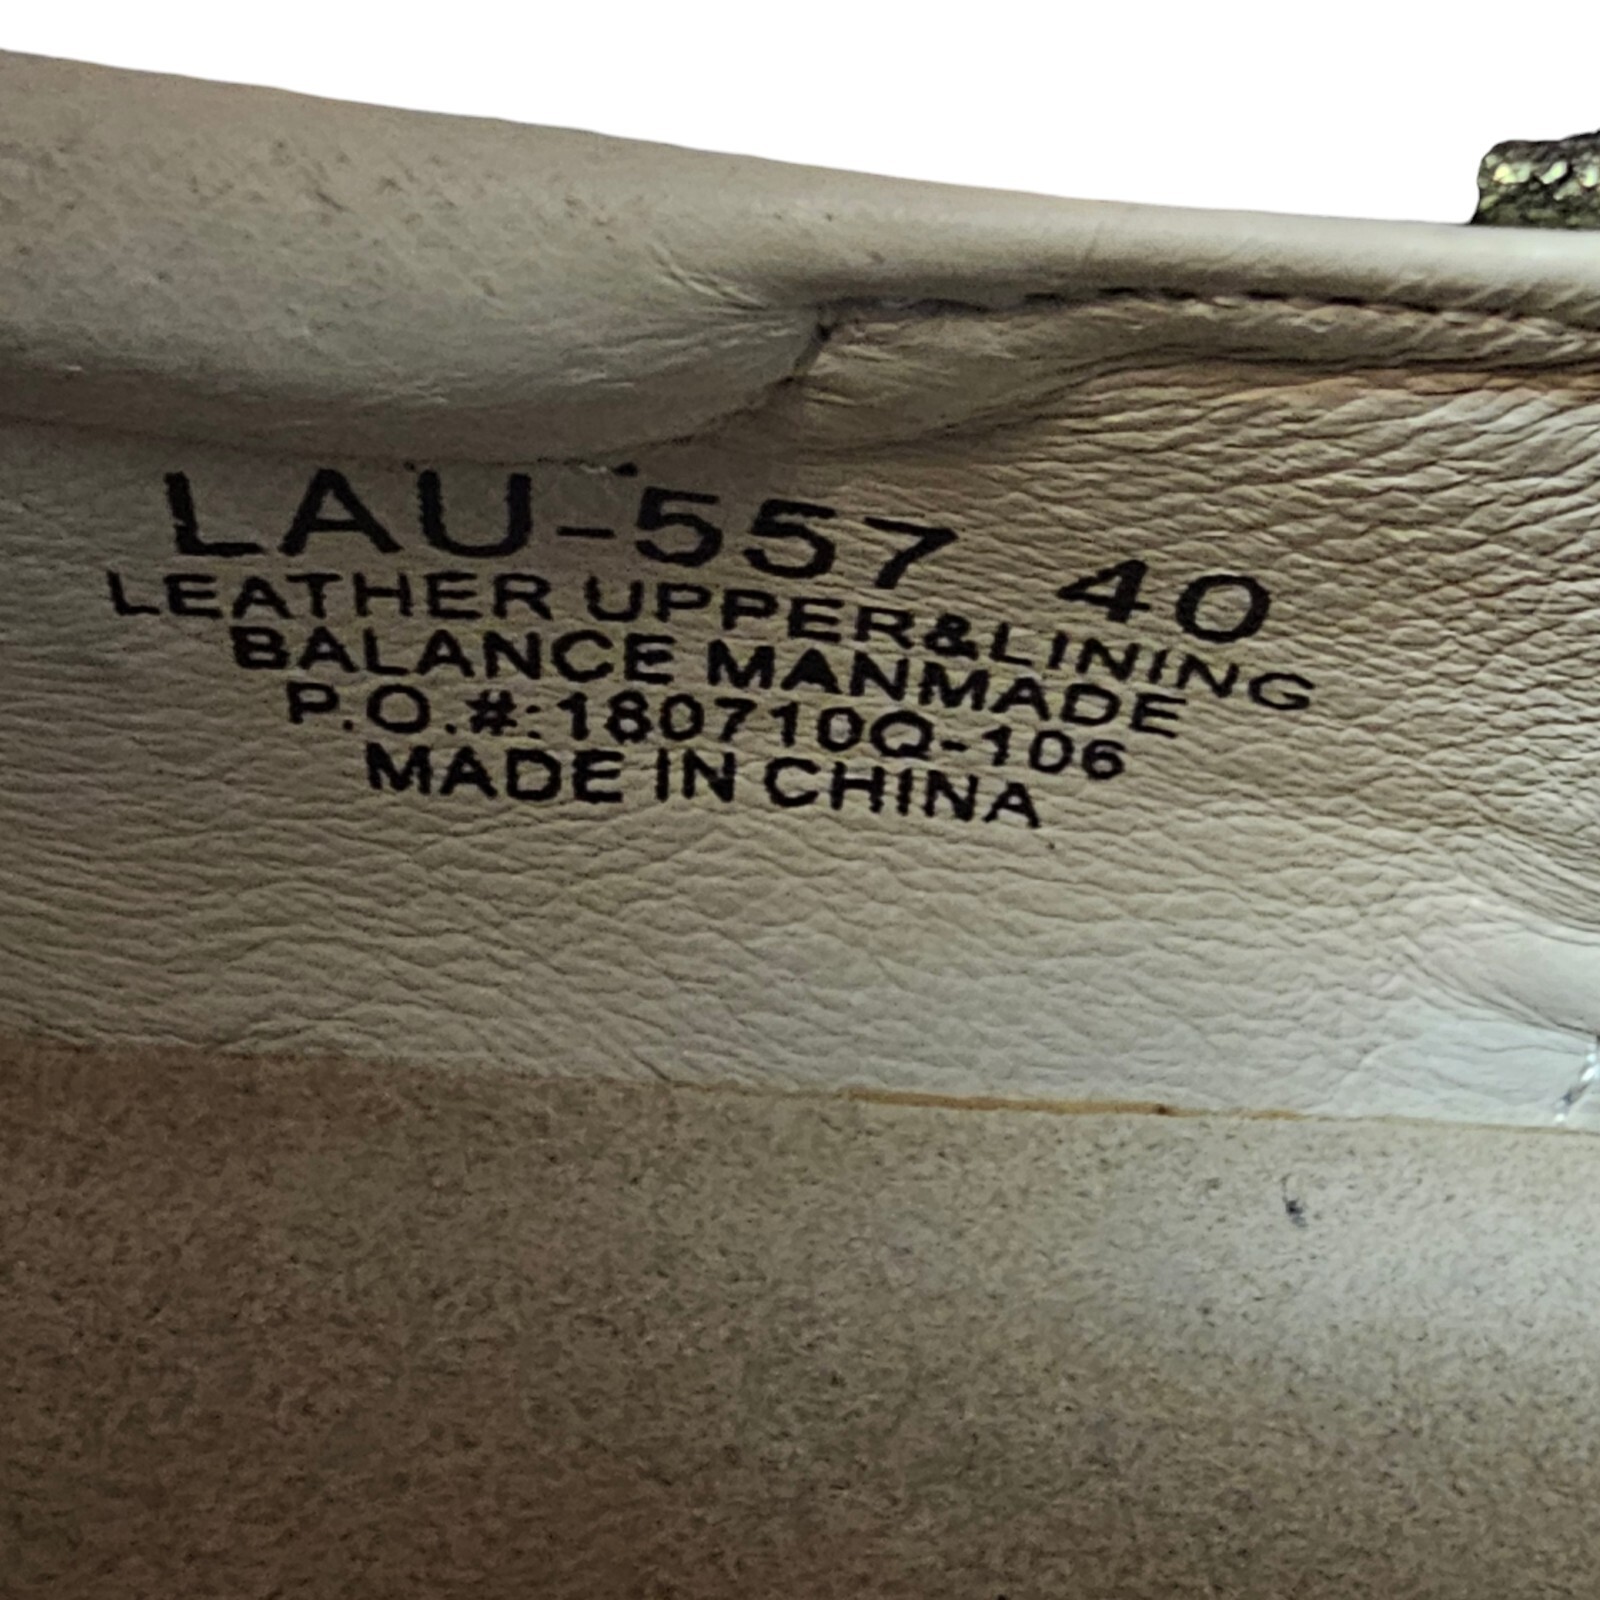 LAU-557 40
LEATHER UPPER&LINING
BALANCE MANMADE
P.O.#:180710Q-106
MADE IN CHINA